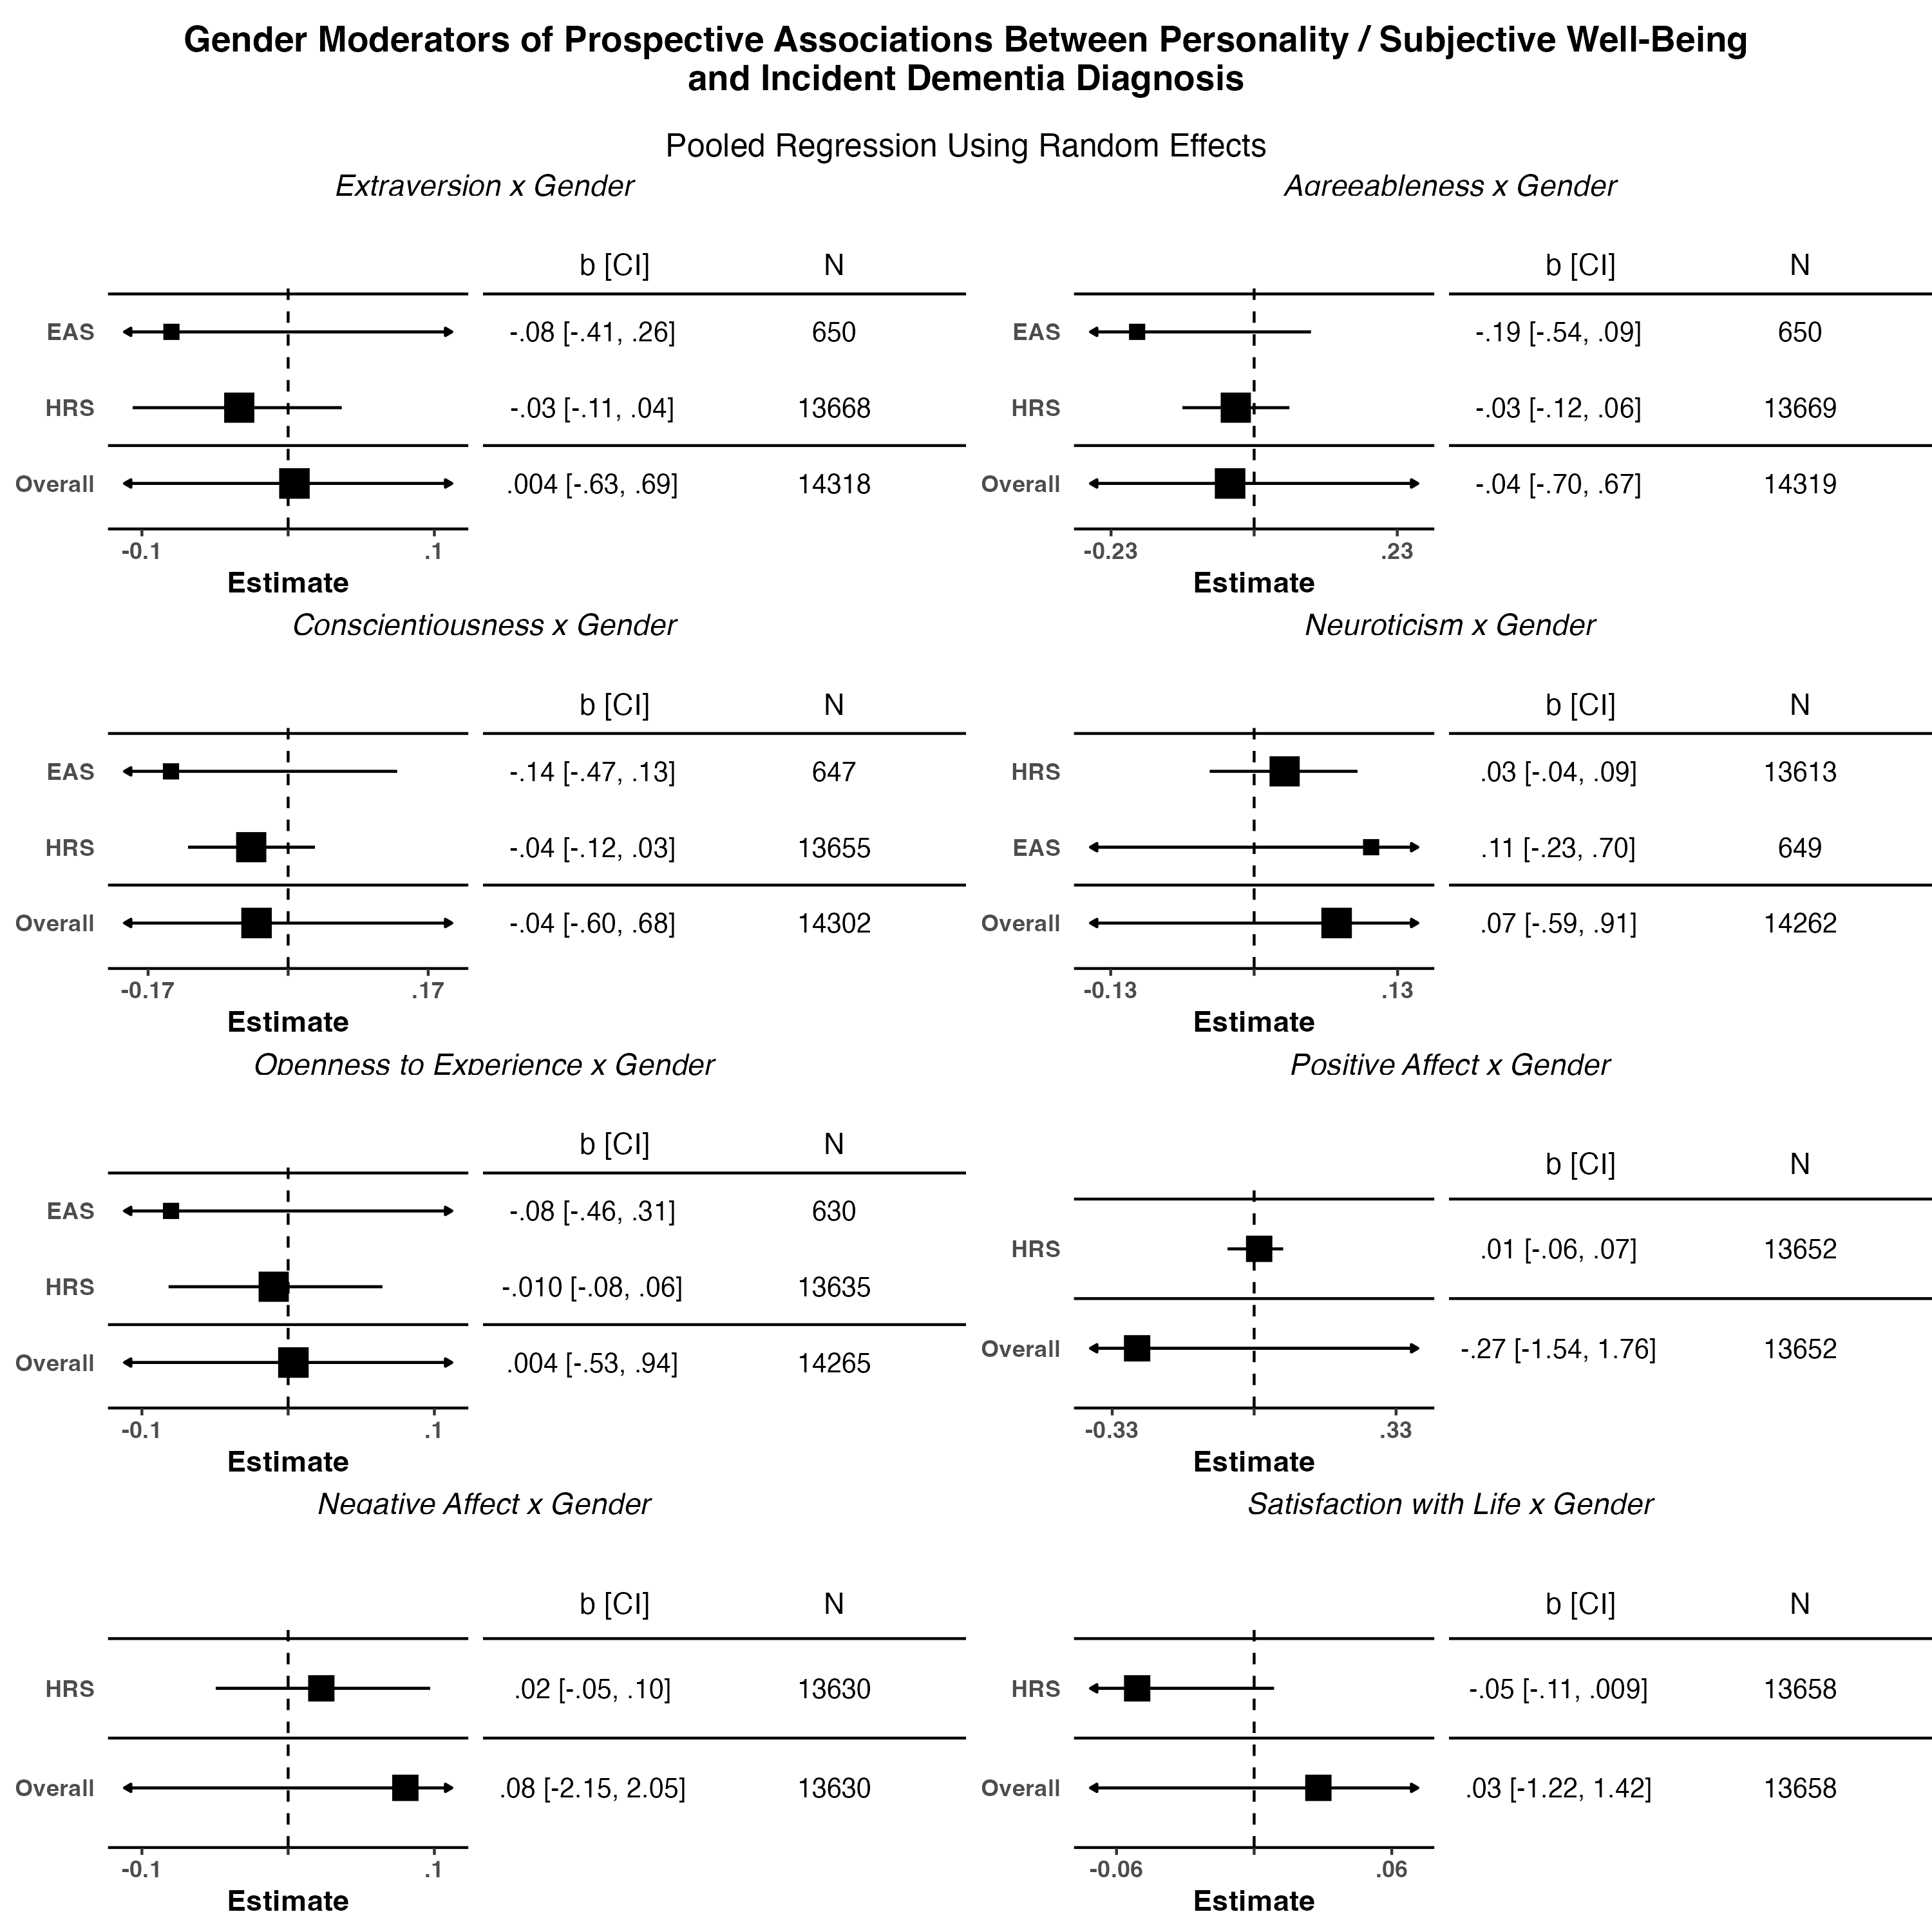 Gender Moderators of Prospective Associations Between Personality / Subjective Well-Being
and Incident Dementia Diagnosis
Pooled Regression Using Random Effects
Extraversion x Gender
b [CI] N
EAS -.08 [-.41, .26] 650
HRS -.03 [-.11, .04] 13668
Overall .004 [-.63, .69] 14318
-0.1 .1
Estimate
Agreeableness x Gender
b [CI] N
EAS -.19 [-.54, .09] 650
HRS -.03 [-.12, .06] 13669
Overall -.04 [-.70, .67] 14319
-0.23 .23
Estimate
Conscientiousness x Gender
b [CI] N
EAS -.14 [-.47, .13] 647
HRS -.04 [-.12, .03] 13655
Overall -.04 [-.60, .68] 14302
-0.17 .17
Estimate
Neuroticism x Gender
b [CI] N
HRS .03 [-.04, .09] 13613
EAS .11 [-.23, .70] 649
Overall .07 [-.59, .91] 14262
-0.13 .13
Estimate
Openness to Experience x Gender
b [CI] N
EAS -.08 [-.46, .31] 630
HRS -.010 [-.08, .06] 13635
Overall .004 [-.53, .94] 14265
-0.1 .1
Estimate
Positive Affect x Gender
b [CI] N
HRS .01 [-.06, .07] 13652
Overall -.27 [-1.54, 1.76] 13652
-0.33 .33
Estimate
Negative Affect x Gender
b [CI] N
HRS .02 [-.05, .10] 13630
Overall .08 [-2.15, 2.05] 13630
-0.1 .1
Estimate
Satisfaction with Life x Gender
b [CI] N
HRS -.05 [-.11, .009] 13658
Overall .03 [-1.22, 1.42] 13658
-0.06 .06
Estimate